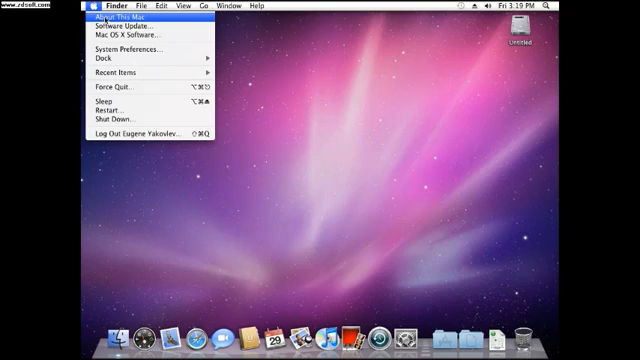 www.zdsoft.com
Finder File Edit View Go Window Help
Fri 3:19 PM
About This Mac
Software Update...
Mac OS X Software...
System Preferences...
Dock
Recent Items
Force Quit...
Sleep
Restart...
Shut Down...
Log Out Eugene Yakovlev... ⇧⌘Q
Untitled
29